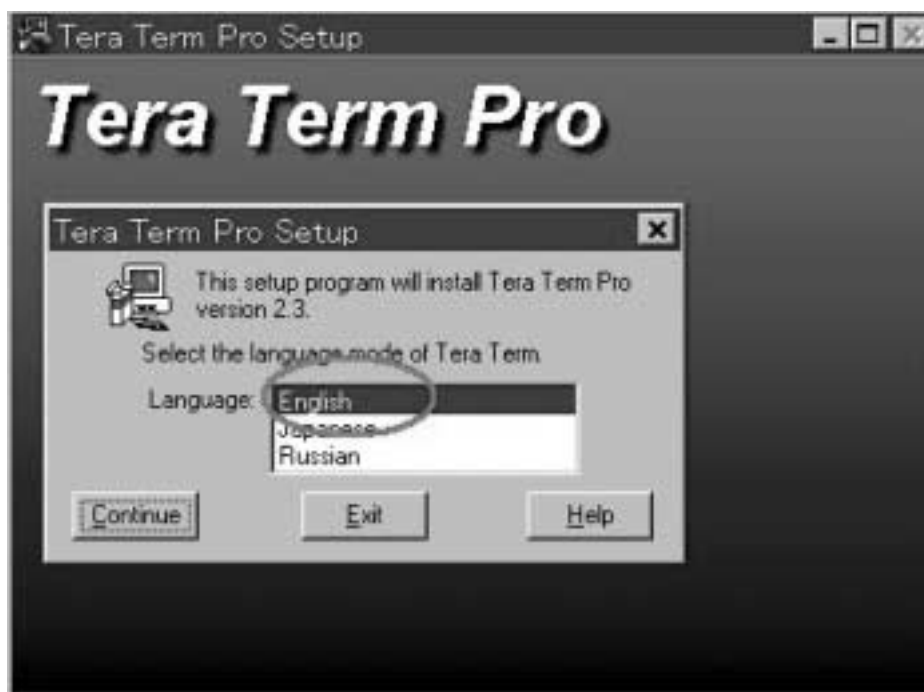 Tera Term Pro Setup
Tera Term Pro
Tera Term Pro Setup
This setup program will install Tera Term Pro
version 2.3.
Select the language mode of Tera Term.
Language:
English
Japanese
Russian
Continue
Exit
Help